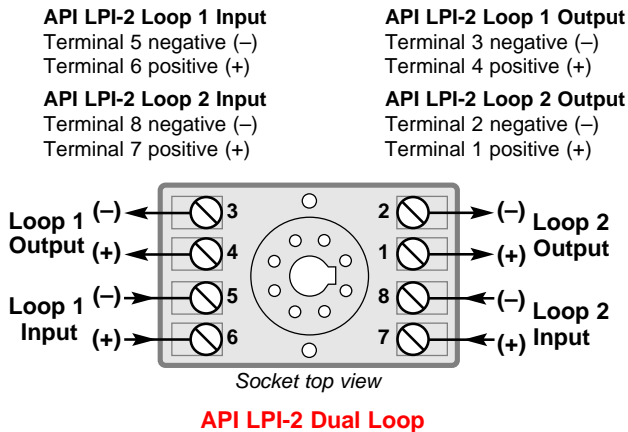 API LPI-2 Loop 1 Input
Terminal 5 negative (–)
Terminal 6 positive (+)
API LPI-2 Loop 2 Input
Terminal 8 negative (–)
Terminal 7 positive (+)
API LPI-2 Loop 1 Output
Terminal 3 negative (–)
Terminal 4 positive (+)
API LPI-2 Loop 2 Output
Terminal 2 negative (–)
Terminal 1 positive (+)
Loop 1
Output
(–)
(+)
Loop 1
Input
(–)
(+)
3
4
5
6
2
1
8
7
(–)
(+)
Loop 2
Output
(–)
(+)
Loop 2
Input
Socket top view
API LPI-2 Dual Loop